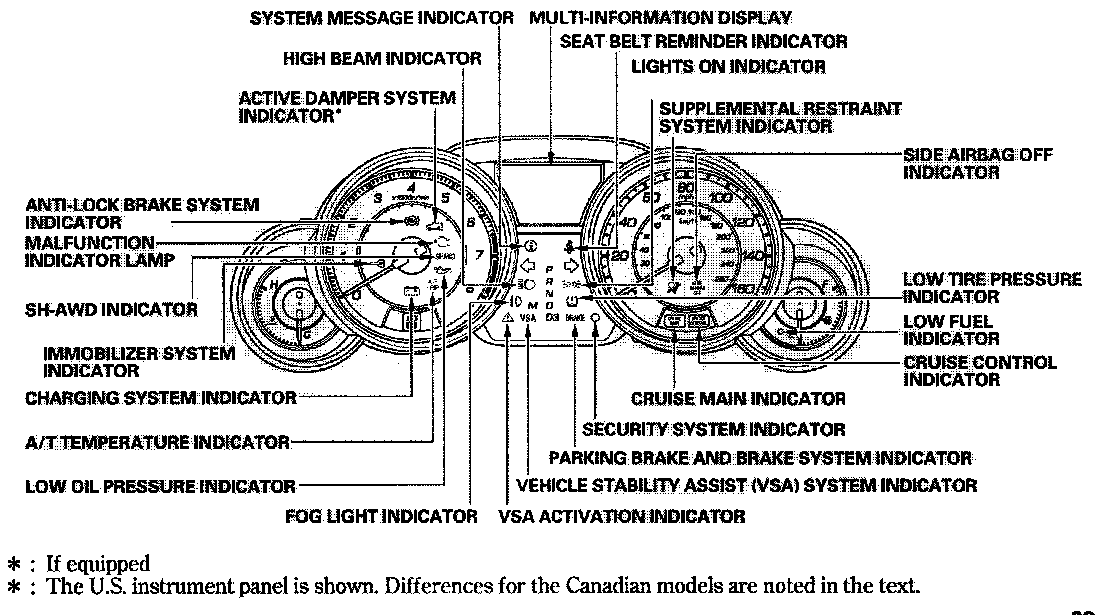 SYSTEM MESSAGE INDICATOR
MULTI-INFORMATION DISPLAY
SEAT BELT REMINDER INDICATOR
HIGH BEAM INDICATOR
LIGHTS ON INDICATOR
ACTIVE DAMPER SYSTEM
INDICATOR*
SUPPLEMENTAL RESTRAINT
SYSTEM INDICATOR
SIDE AIRBAG OFF
INDICATOR
ANTI-LOCK BRAKE SYSTEM
INDICATOR
MALFUNCTION
INDICATOR LAMP
SH-AWD INDICATOR
IMMOBILIZER SYSTEM
INDICATOR
CHARGING SYSTEM INDICATOR
A/T TEMPERATURE INDICATOR
LOW OIL PRESSURE INDICATOR
FOG LIGHT INDICATOR
VSA ACTIVATION INDICATOR
VEHICLE STABILITY ASSIST (VSA) SYSTEM INDICATOR
PARKING BRAKE AND BRAKE SYSTEM INDICATOR
SECURITY SYSTEM INDICATOR
CRUISE MAIN INDICATOR
LOW TIRE PRESSURE
INDICATOR
LOW FUEL
INDICATOR
CRUISE CONTROL
INDICATOR
3
4
5
6
7
H
C
P
R
N
D
M
D3
VSA
BRAKE
20
40
60
80
100
120
140
160
* : If equipped
* : The U.S. instrument panel is shown. Differences for the Canadian models are noted in the text.